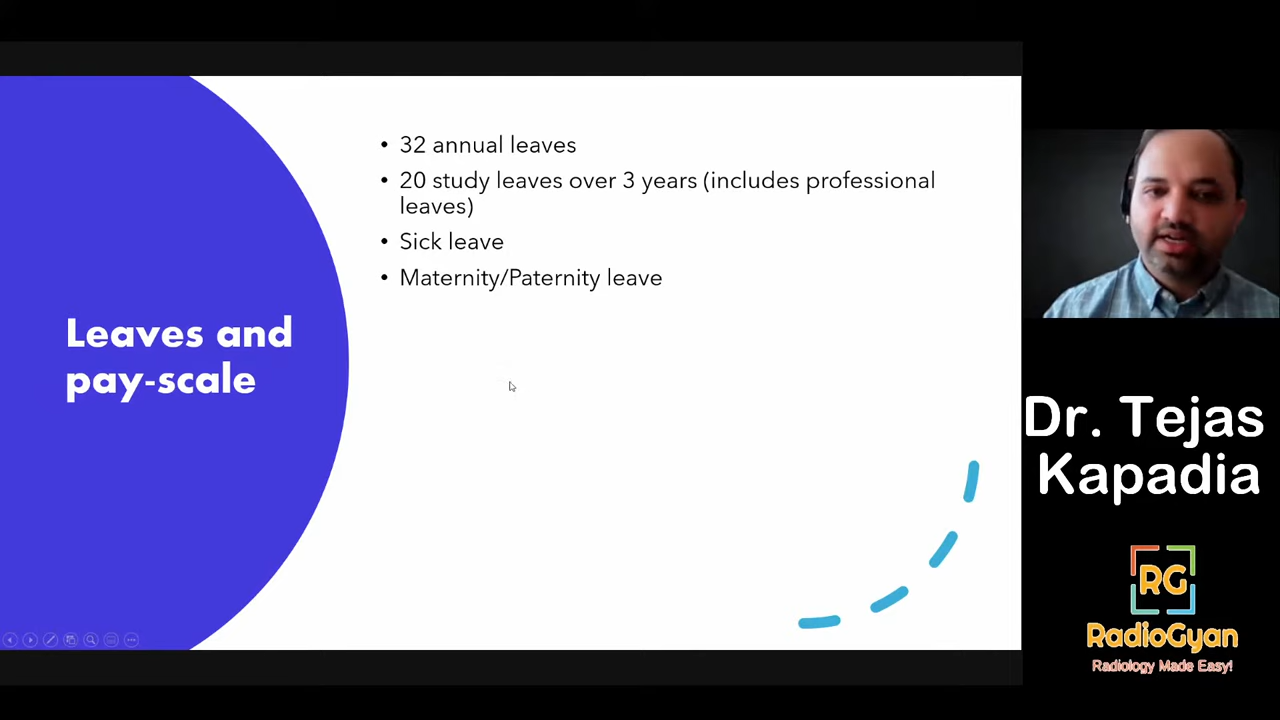 32 annual leaves
20 study leaves over 3 years (includes professional
leaves)
Sick leave
Maternity/Paternity leave
Leaves and
pay-scale
Dr. Tejas
Kapadia
RG
RadioGyan
Radiology Made Easy!